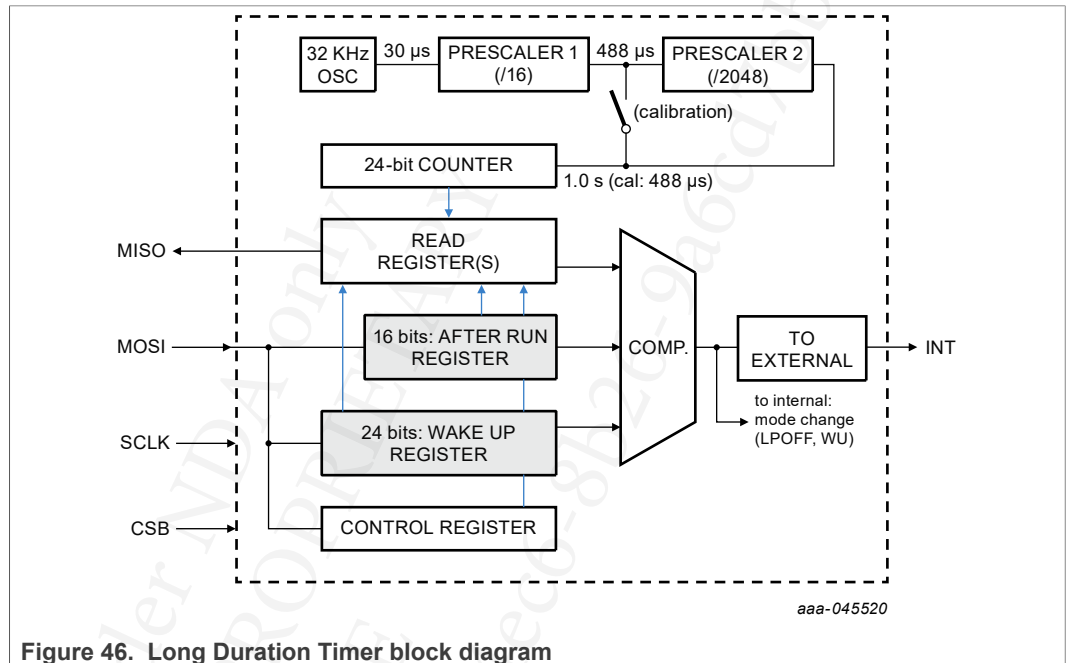 32 KHz
OSC
30 µs
PRESCALER 1
(/16)
488 µs
PRESCALER 2
(/2048)
(calibration)
24-bit COUNTER
1.0 s (cal: 488 µs)
READ
REGISTER(S)
MISO
16 bits: AFTER RUN
REGISTER
MOSI
COMP.
TO
EXTERNAL
INT
to internal:
mode change
(LPOFF, WU)
24 bits: WAKE UP
REGISTER
SCLK
CONTROL REGISTER
CSB
aaa-045520
Figure 46. Long Duration Timer block diagram